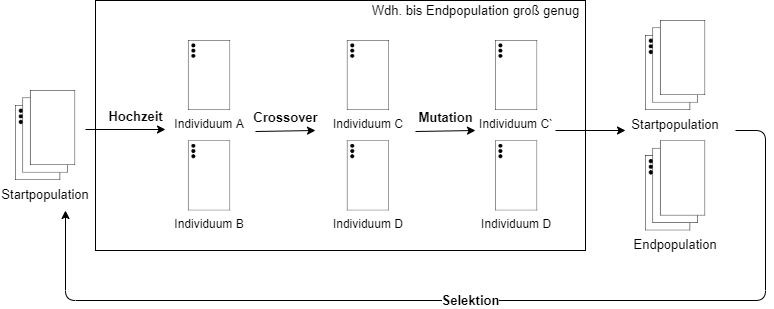 Wdh. bis Endpopulation groß genug
Startpopulation
Hochzeit
Individuum A
Individuum B
Crossover
Individuum C
Individuum D
Mutation
Individuum C`
Individuum D
Startpopulation
Endpopulation
Selektion